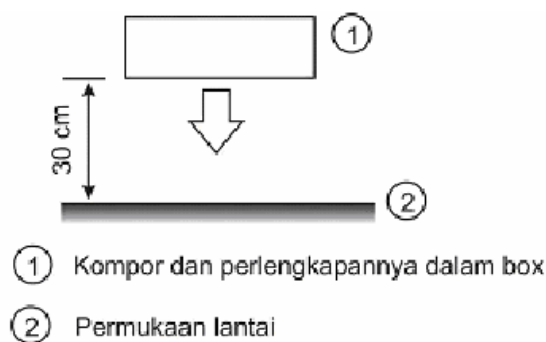 1
30 cm
2
1 Kompor dan perlengkapannya dalam box
2 Permukaan lantai